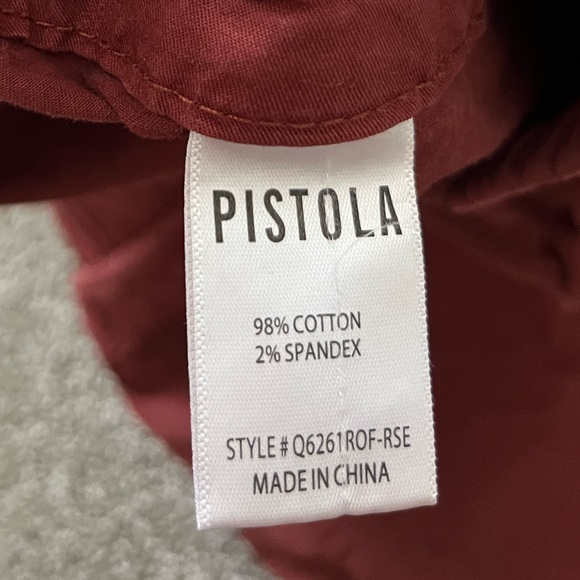 PISTOLA
98% COTTON
2% SPANDEX
STYLE # Q6261ROF-RSE
MADE IN CHINA